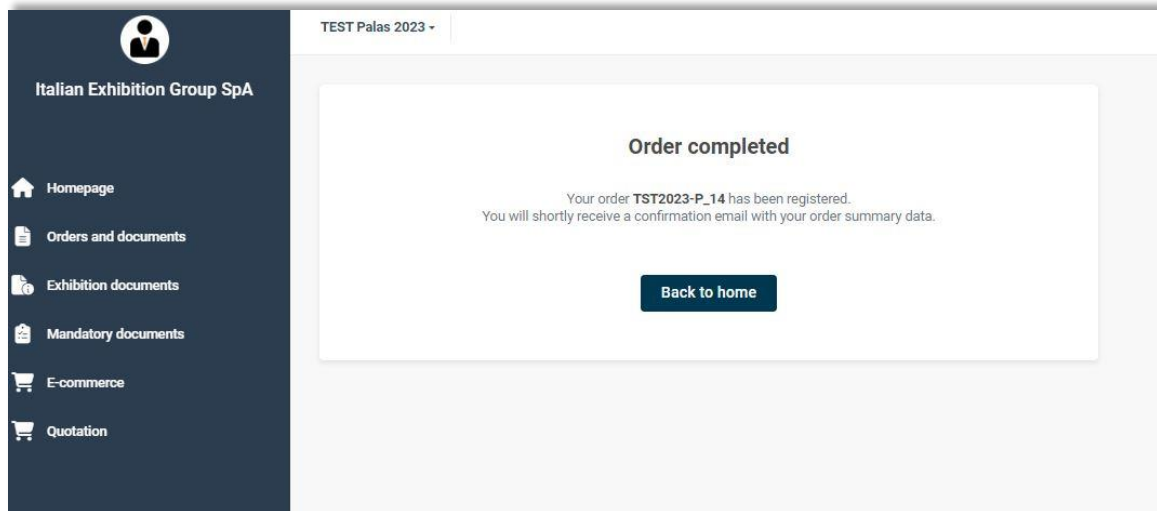 TEST Palas 2023
Italian Exhibition Group SpA
Homepage
Orders and documents
Exhibition documents
Mandatory documents
E-commerce
Quotation
Order completed
Your order TST2023-P_14 has been registered.
You will shortly receive a confirmation email with your order summary data.
Back to home